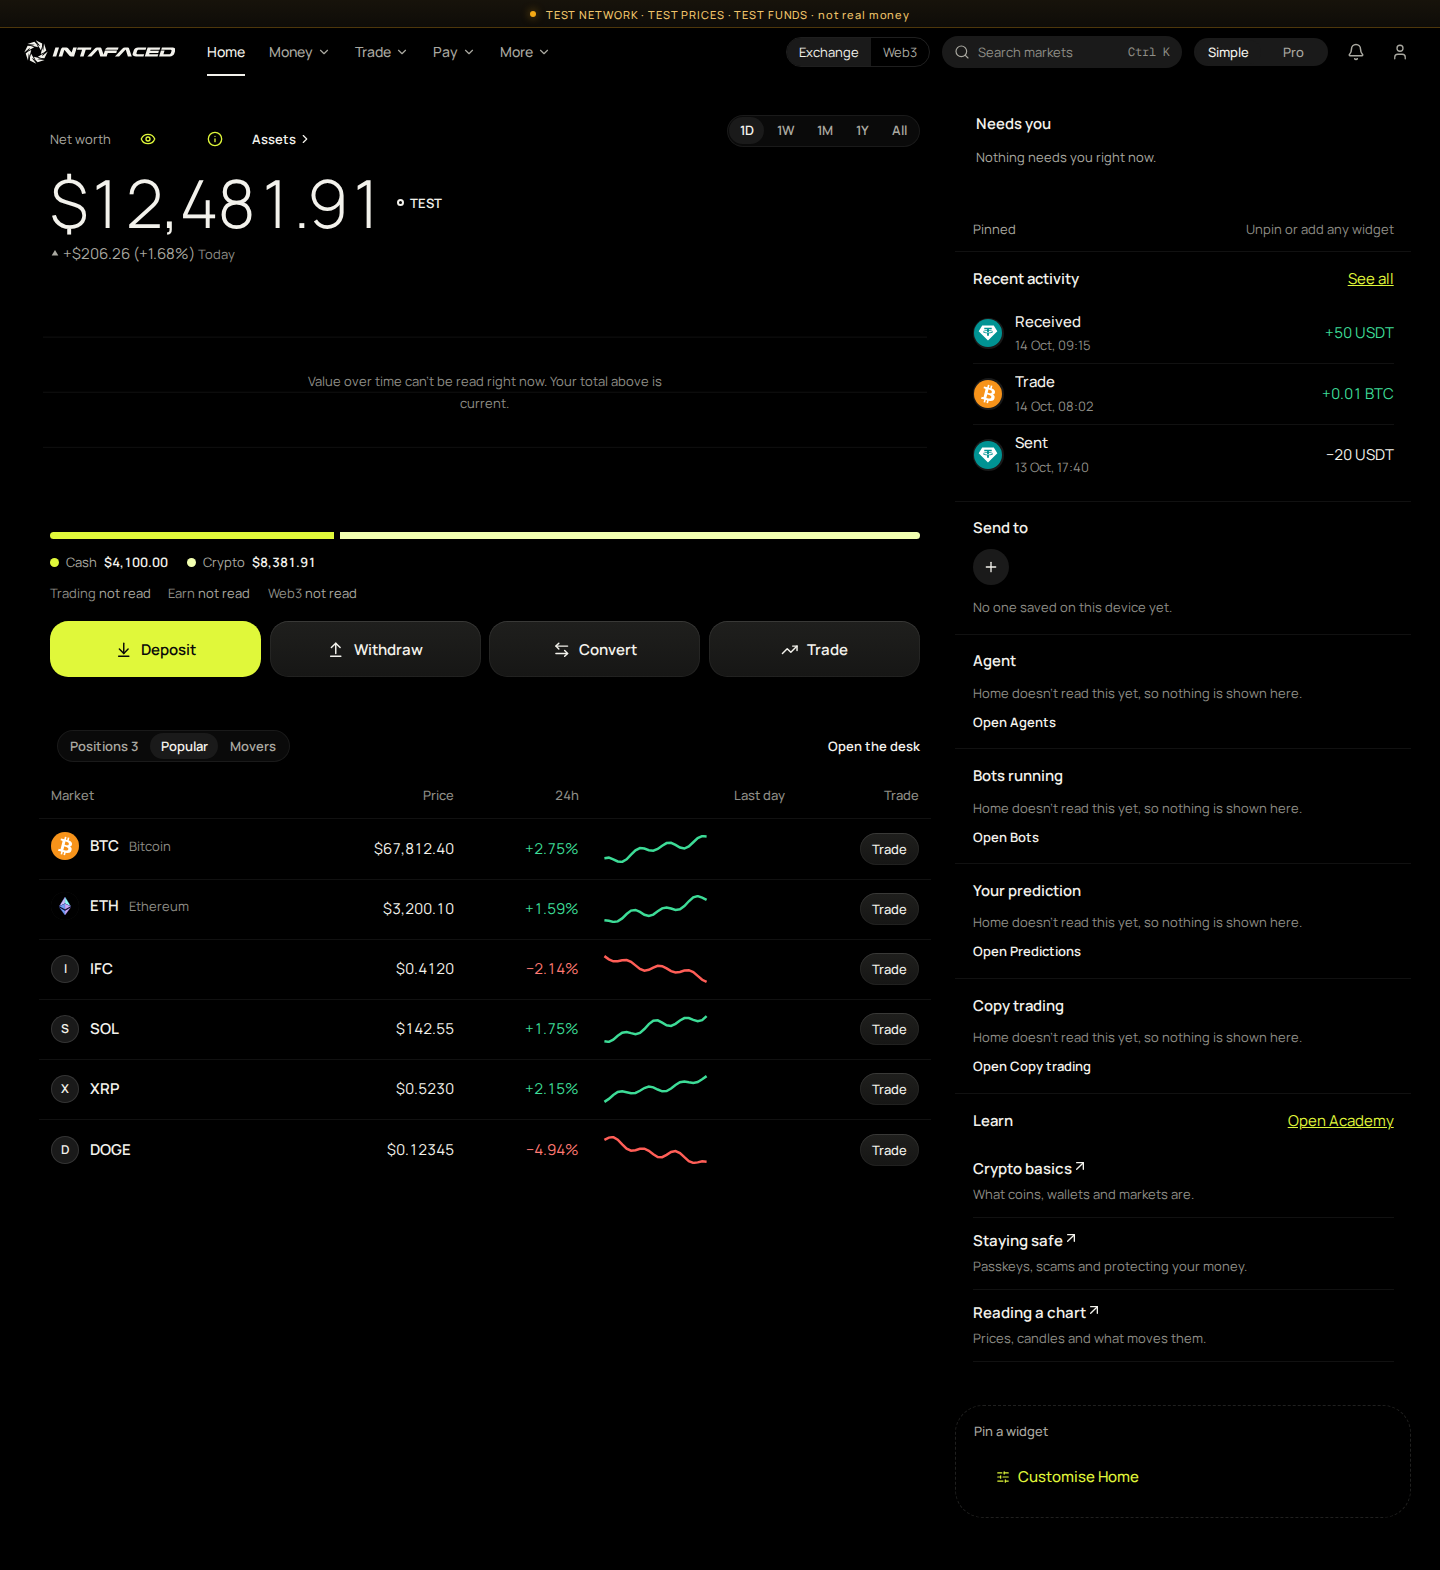 TEST NETWORK · TEST PRICES · TEST FUNDS · not real money
INTAFACED
Home
Money
Trade
Pay
More
Exchange
Web3
Search markets
Ctrl K
Simple
Pro
Net worth
Assets
1D
1W
1M
1Y
All
$12,481.91
TEST
+$206.26 (+1.68%) Today
Value over time can't be read right now. Your total above is
current.
Cash $4,100.00
Crypto $8,381.91
Trading not read
Earn not read
Web3 not read
Deposit
Withdraw
Convert
Trade
Positions 3
Popular
Movers
Open the desk
Market
Price
24h
Last day
Trade
BTC Bitcoin
$67,812.40
+2.75%
Trade
ETH Ethereum
$3,200.10
+1.59%
Trade
I
IFC
$0.4120
−2.14%
Trade
S
SOL
$142.55
+1.75%
Trade
X
XRP
$0.5230
+2.15%
Trade
D
DOGE
$0.12345
−4.94%
Trade
Needs you
Nothing needs you right now.
Pinned
Unpin or add any widget
Recent activity
See all
Received
14 Oct, 09:15
+50 USDT
Trade
14 Oct, 08:02
+0.01 BTC
Sent
13 Oct, 17:40
−20 USDT
Send to
No one saved on this device yet.
Agent
Home doesn't read this yet, so nothing is shown here.
Open Agents
Bots running
Home doesn't read this yet, so nothing is shown here.
Open Bots
Your prediction
Home doesn't read this yet, so nothing is shown here.
Open Predictions
Copy trading
Home doesn't read this yet, so nothing is shown here.
Open Copy trading
Learn
Open Academy
Crypto basics
What coins, wallets and markets are.
Staying safe
Passkeys, scams and protecting your money.
Reading a chart
Prices, candles and what moves them.
Pin a widget
Customise Home